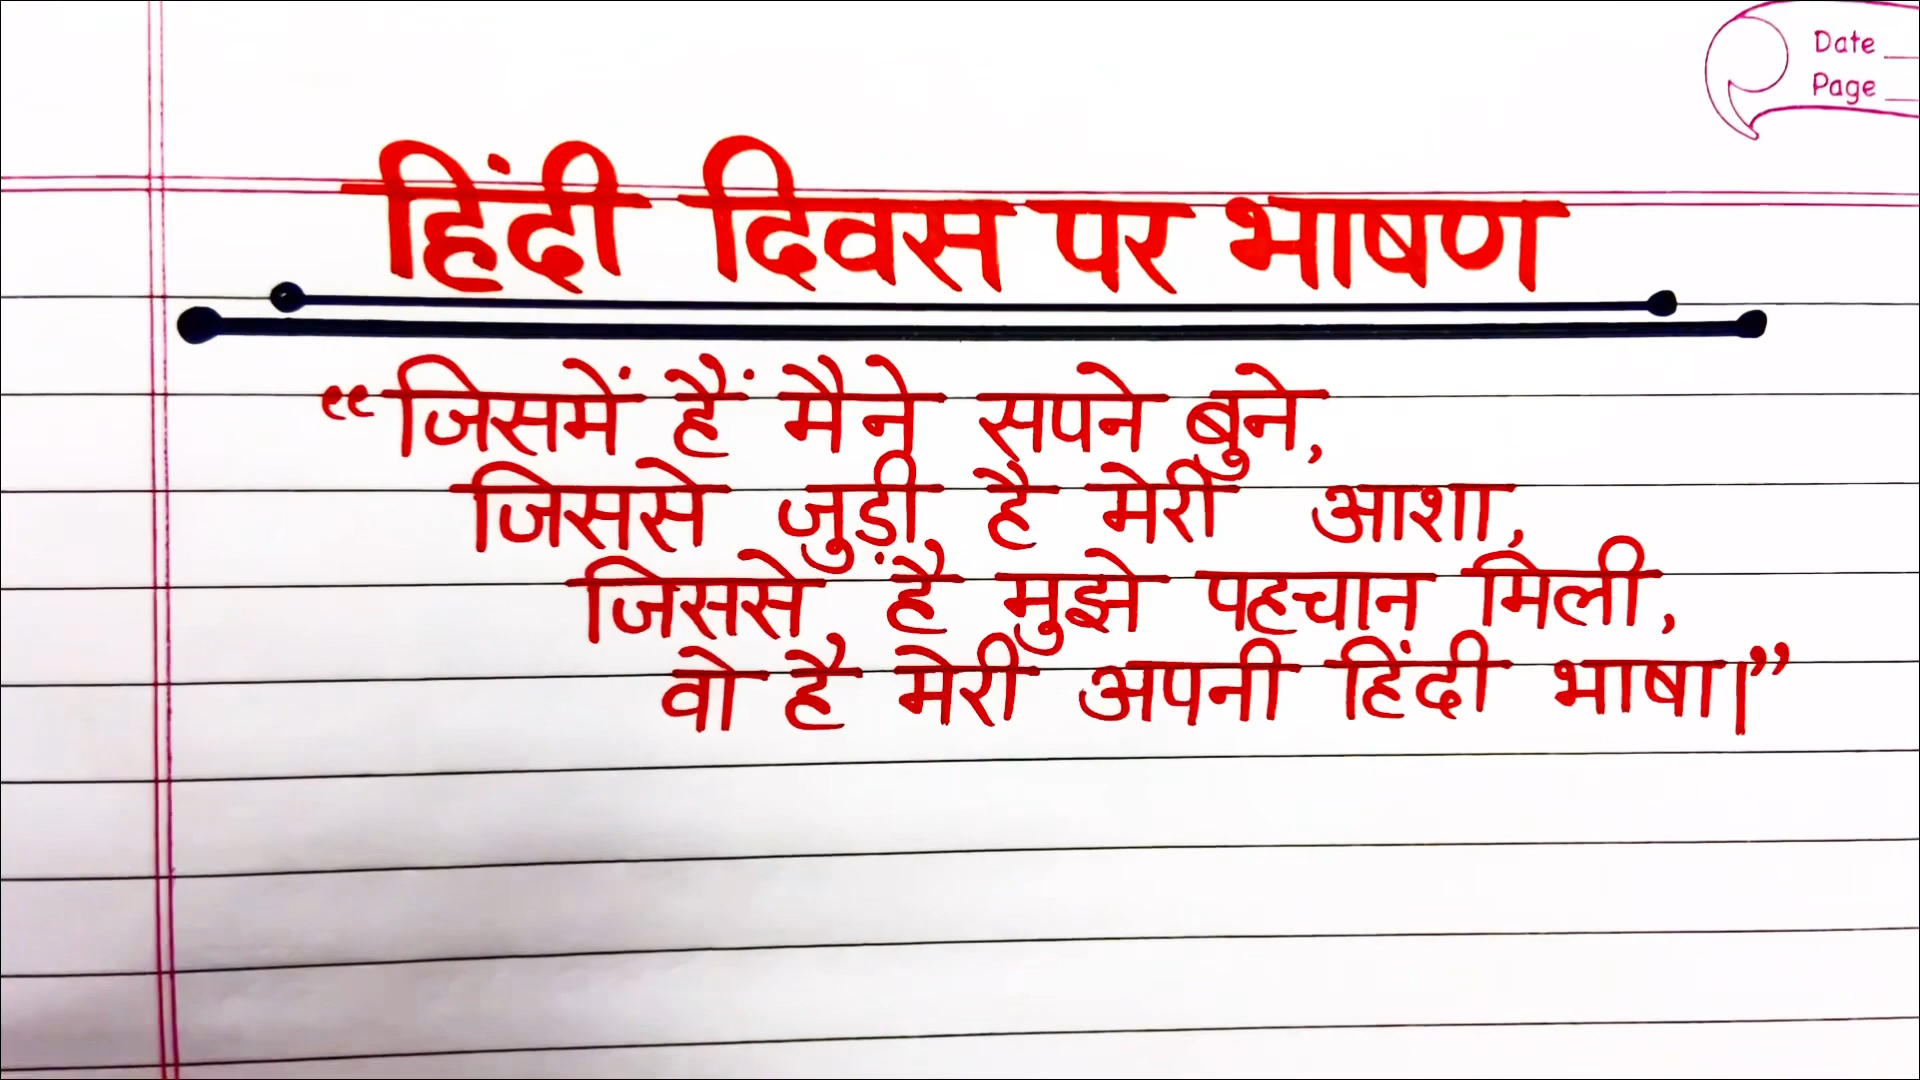 Date
Page
हिंदी दिवस पर भाषण
“जिसमें हैं मैने सपने बुने,
जिससे जुड़ी है मेरी आशा,
जिससे है मुझे पहचान मिली,
वो है मेरी अपनी हिंदी भाषा।”